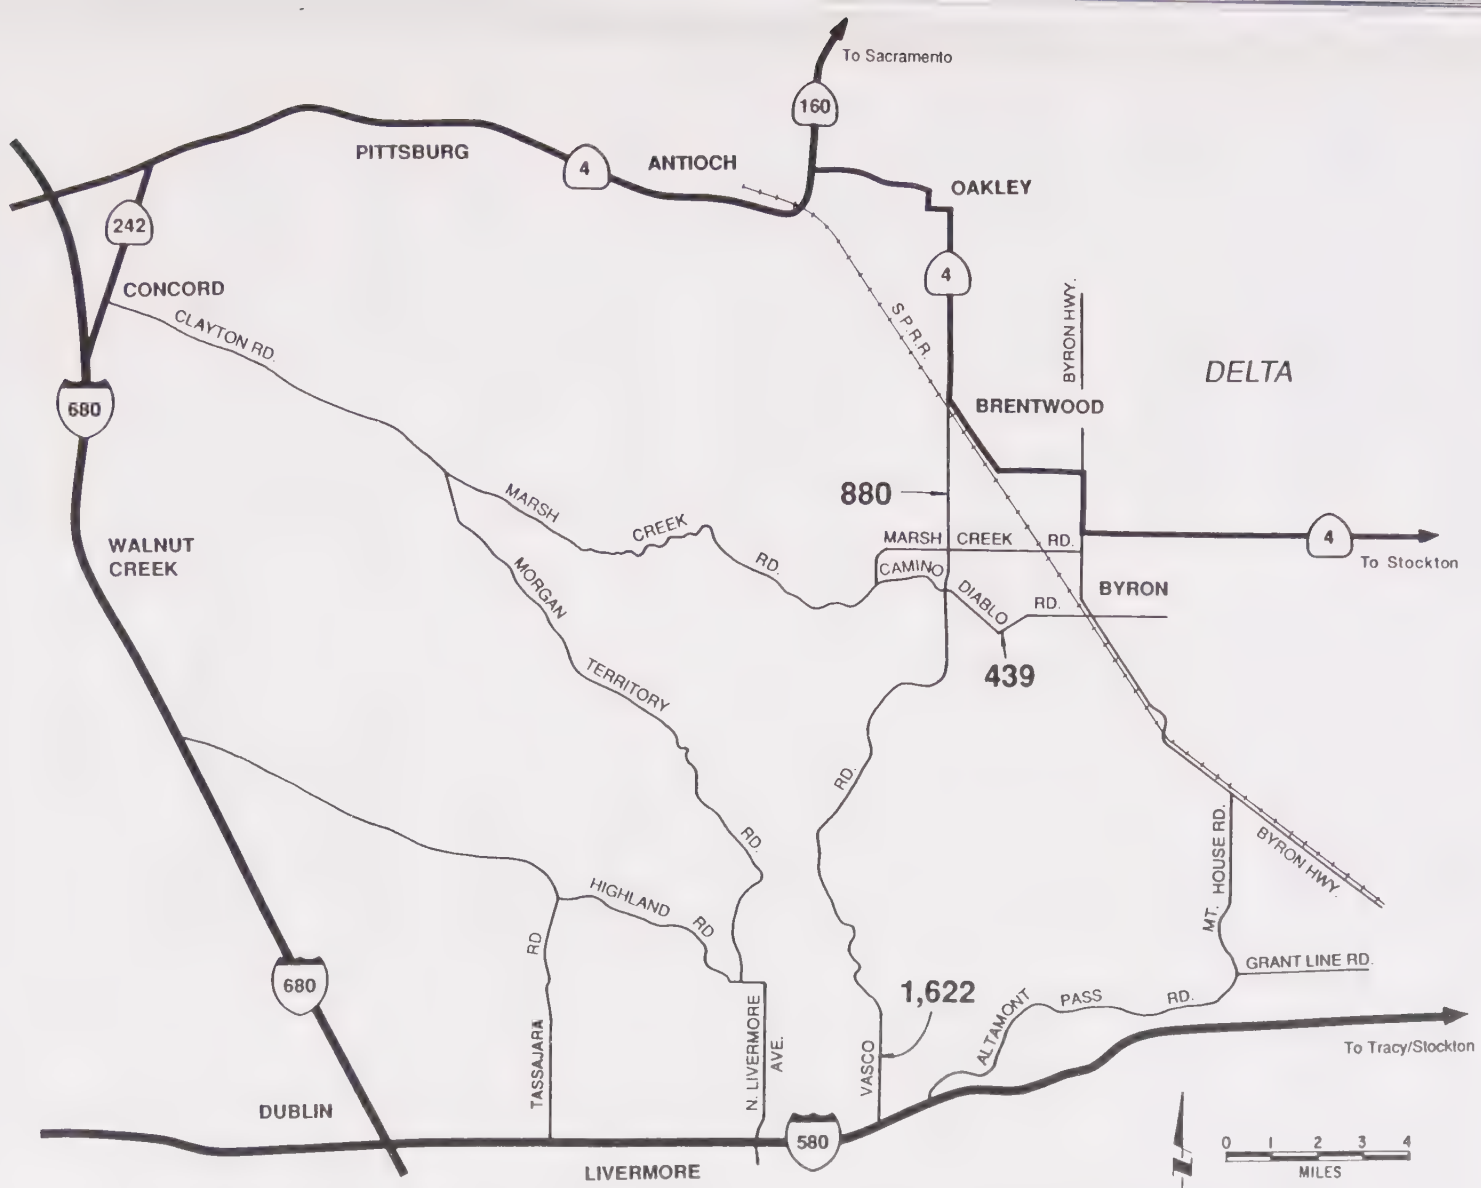 To Sacramento
160
PITTSBURG
4
ANTIOCH
OAKLEY
242
4
CONCORD
CLAYTON RD.
S.P.R.R.
BYRON HWY.
DELTA
680
BRENTWOOD
880
MARSH CREEK RD.
MARSH CREEK RD.
4
To Stockton
WALNUT
CREEK
CAMINO DIABLO RD.
BYRON
MORGAN TERRITORY RD.
439
VASCO RD.
MT. HOUSE RD.
BYRON HWY.
HIGHLAND RD
TASSAJARA RD
680
GRANT LINE RD.
1,622
ALTAMONT PASS RD.
N. LIVERMORE
AVE.
To Tracy/Stockton
DUBLIN
580
LIVERMORE
N
0 1 2 3 4
MILES